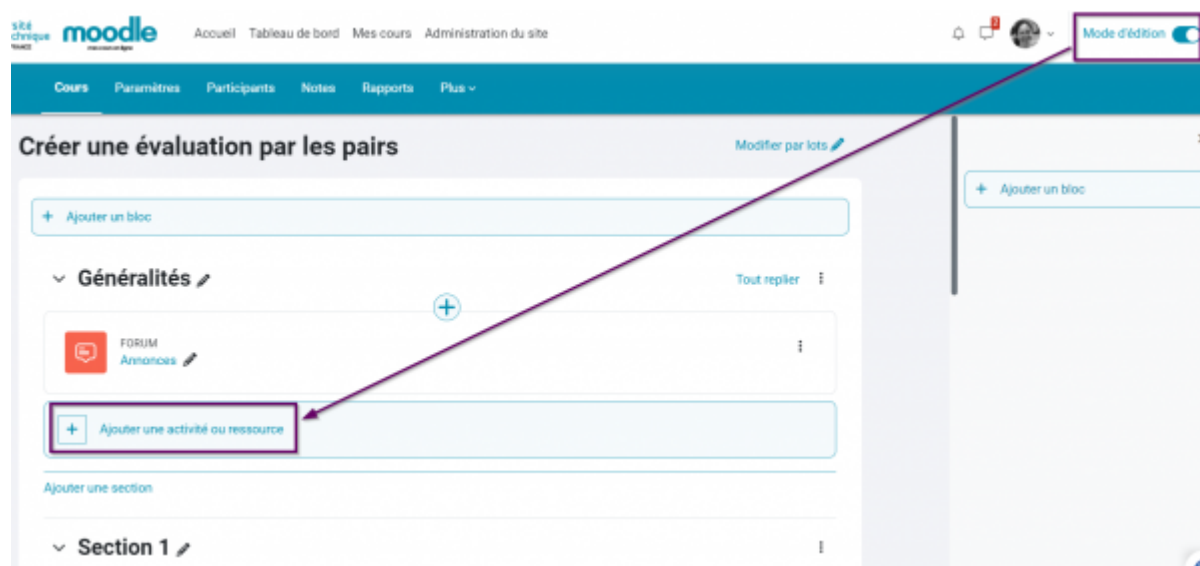 moodle
Accueil Tableau de bord Mes cours Administration du site
2
Mode d'édition
Cours Paramètres Participants Notes Rapports Plus
Créer une évaluation par les pairs
Modifier par lots
+ Ajouter un bloc
+ Ajouter un bloc
Généralités
Tout replier
FORUM
Annonces
+ Ajouter une activité ou ressource
Ajouter une section
Section 1